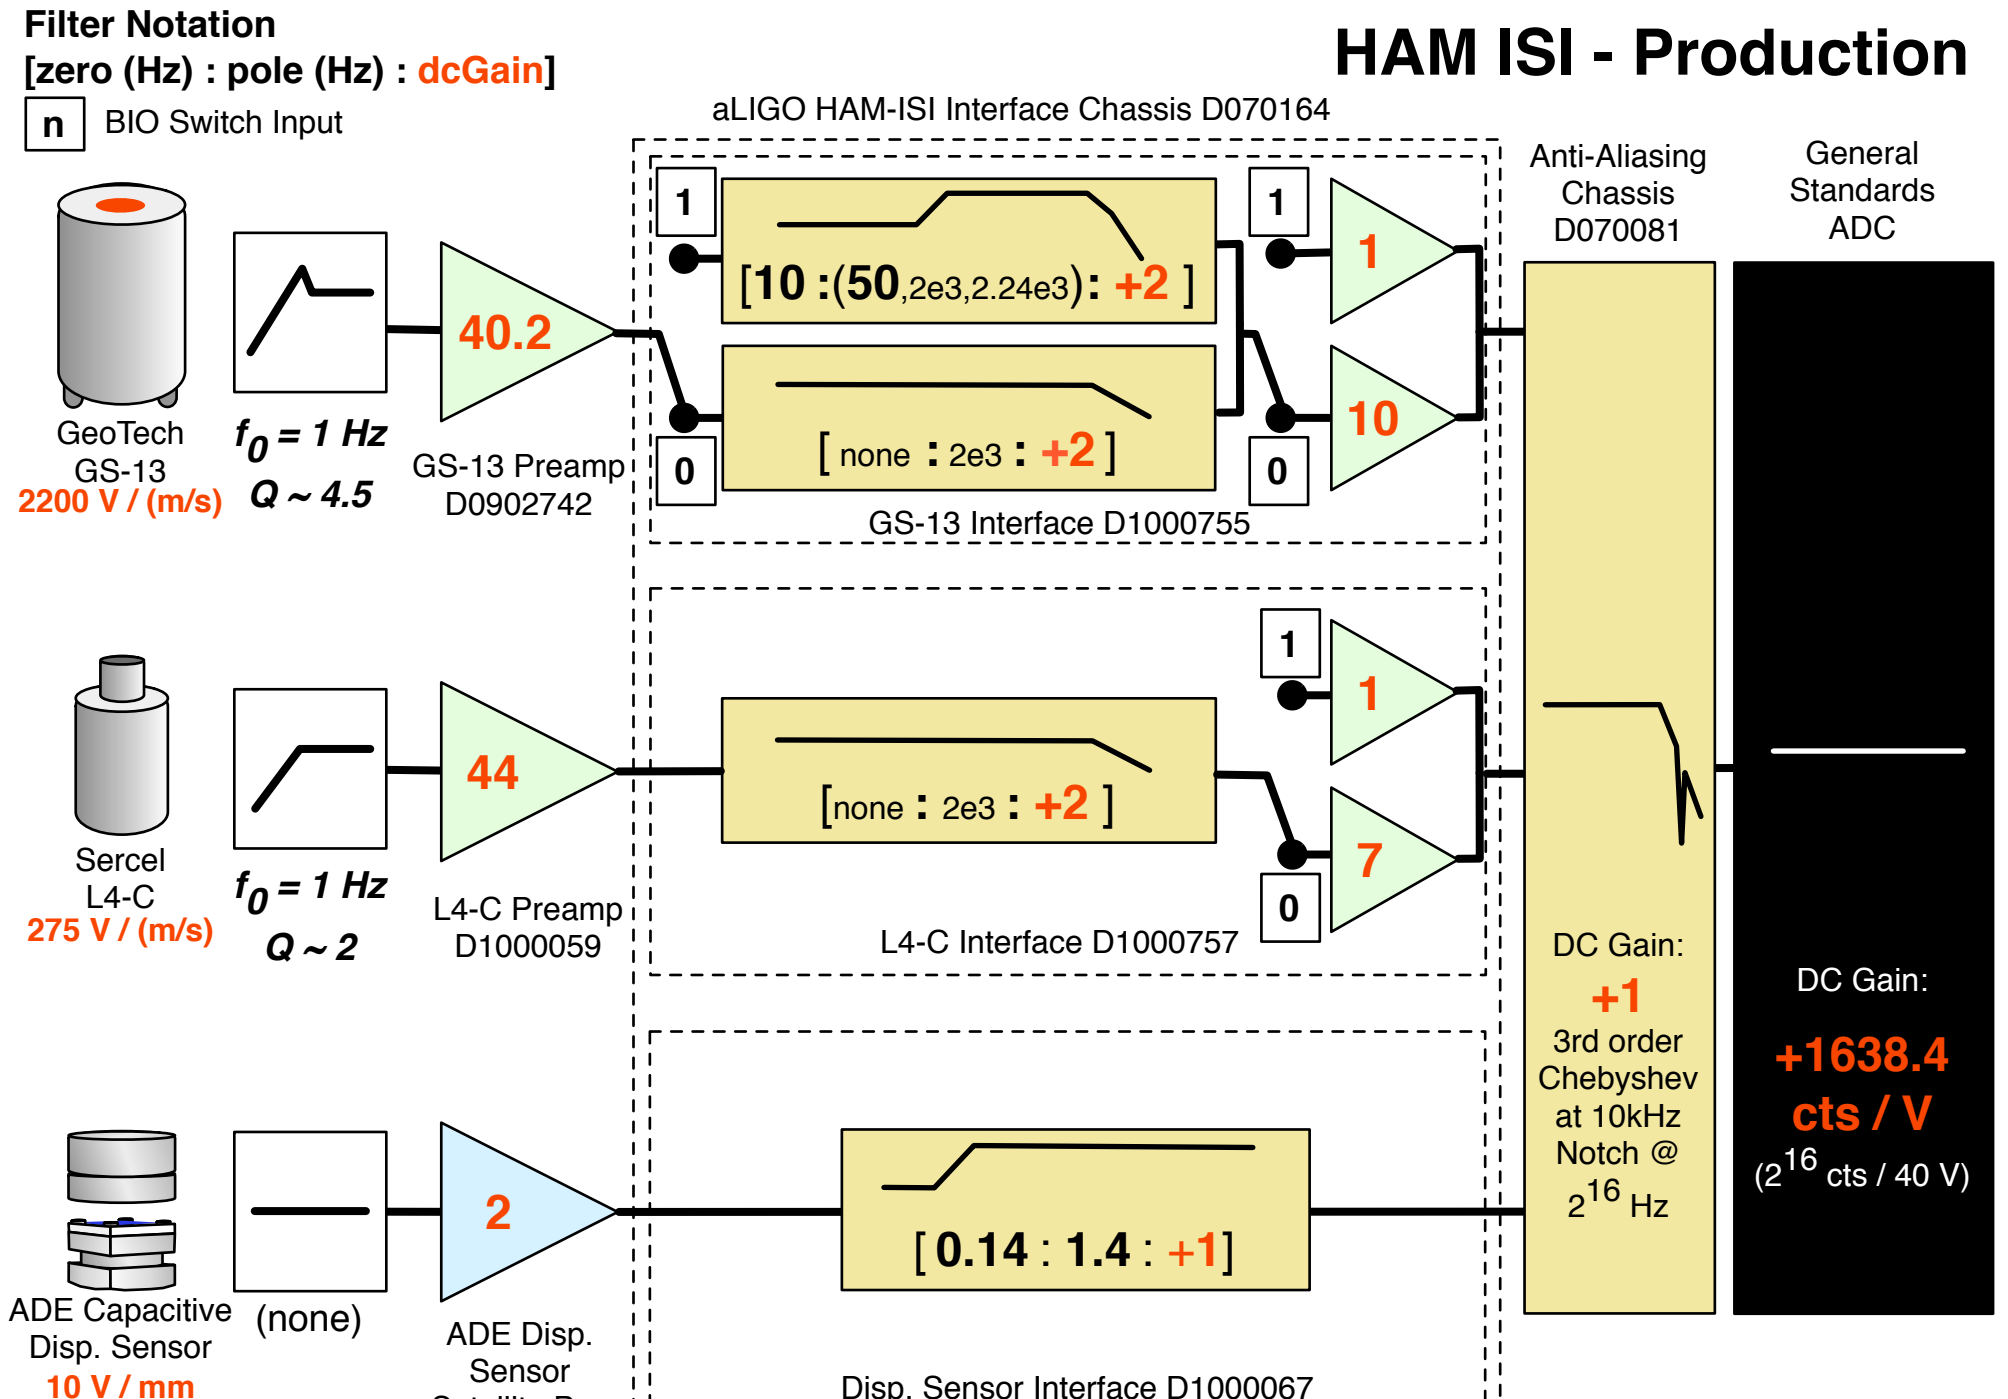 Filter Notation
[zero (Hz) : pole (Hz) : dcGain]
n BIO Switch Input
HAM ISI - Production
aLIGO HAM-ISI Interface Chassis D070164
Anti-Aliasing
Chassis
D070081
General
Standards
ADC
GeoTech
GS-13
2200 V / (m/s)
f0 = 1 Hz
Q ~ 4.5
40.2
GS-13 Preamp
D0902742
1
[10 :(50,2e3,2.24e3): +2 ]
[ none : 2e3 : +2 ]
0
1
1
10
0
GS-13 Interface D1000755
Sercel
L4-C
275 V / (m/s)
f0 = 1 Hz
Q ~ 2
44
L4-C Preamp
D1000059
[none : 2e3 : +2 ]
1
1
7
0
L4-C Interface D1000757
ADE Capacitive
Disp. Sensor
10 V / mm
(none)
2
ADE Disp.
Sensor
[ 0.14 : 1.4 : +1]
Disp. Sensor Interface D1000067
DC Gain:
+1
3rd order
Chebyshev
at 10kHz
Notch @
2^16 Hz
DC Gain:
+1638.4
cts / V
(2^16 cts / 40 V)